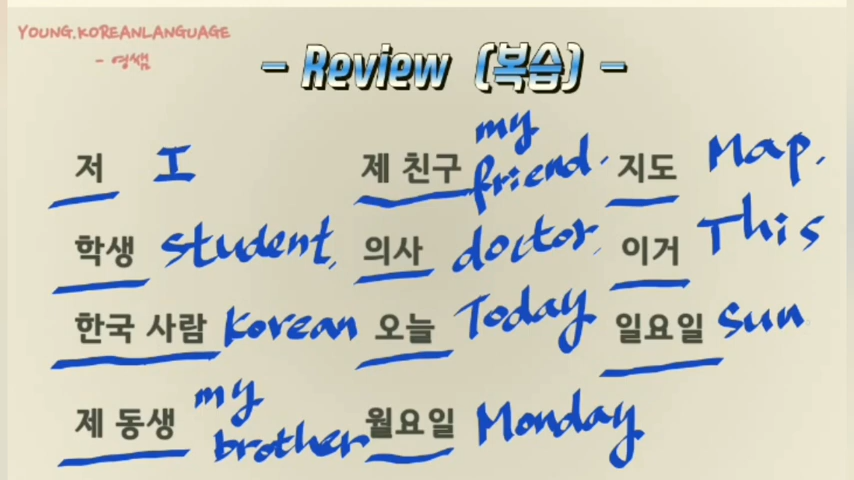 YOUNG.KOREANLANGUAGE
- 영쌤
- Review (복습) -
저 I 제 친구 my friend. 지도 Map.
학생 student. 의사 doctor. 이거 This
한국 사람 Korean 오늘 Today 일요일 Sun
제 동생 my brother 월요일 Monday